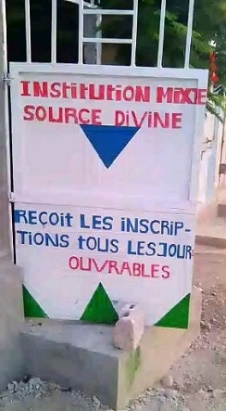 INSTITUTION MIXTE
SOURCE DIVINE
REÇOIT LES INSCRIP-
TIONS TOUS LES JOUR
OUVRABLES